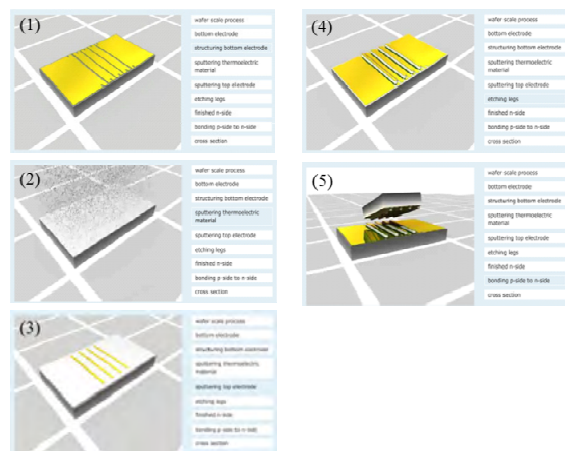 (1)
wafer scale process
bottom electrode
structuring bottom electrode
sputtering thermoelectric
material
sputtering top electrode
etching legs
finished n-side
bonding p-side to n-side
cross section
(2)
wafer scale process
bottom electrode
structuring bottom electrode
sputtering thermoelectric
material
sputtering top electrode
etching legs
finished n-side
bonding p-side to n-side
cross section
(3)
wafer scale process
bottom electrode
structuring bottom electrode
sputtering thermoelectric
material
sputtering top electrode
etching legs
finished n-side
bonding p-side to n-side
cross section
(4)
wafer scale process
bottom electrode
structuring bottom electrode
sputtering thermoelectric
material
sputtering top electrode
etching legs
finished n-side
bonding p-side to n-side
cross section
(5)
wafer scale process
bottom electrode
structuring bottom electrode
sputtering thermoelectric
material
sputtering top electrode
etching legs
finished n-side
bonding p-side to n-side
cross section